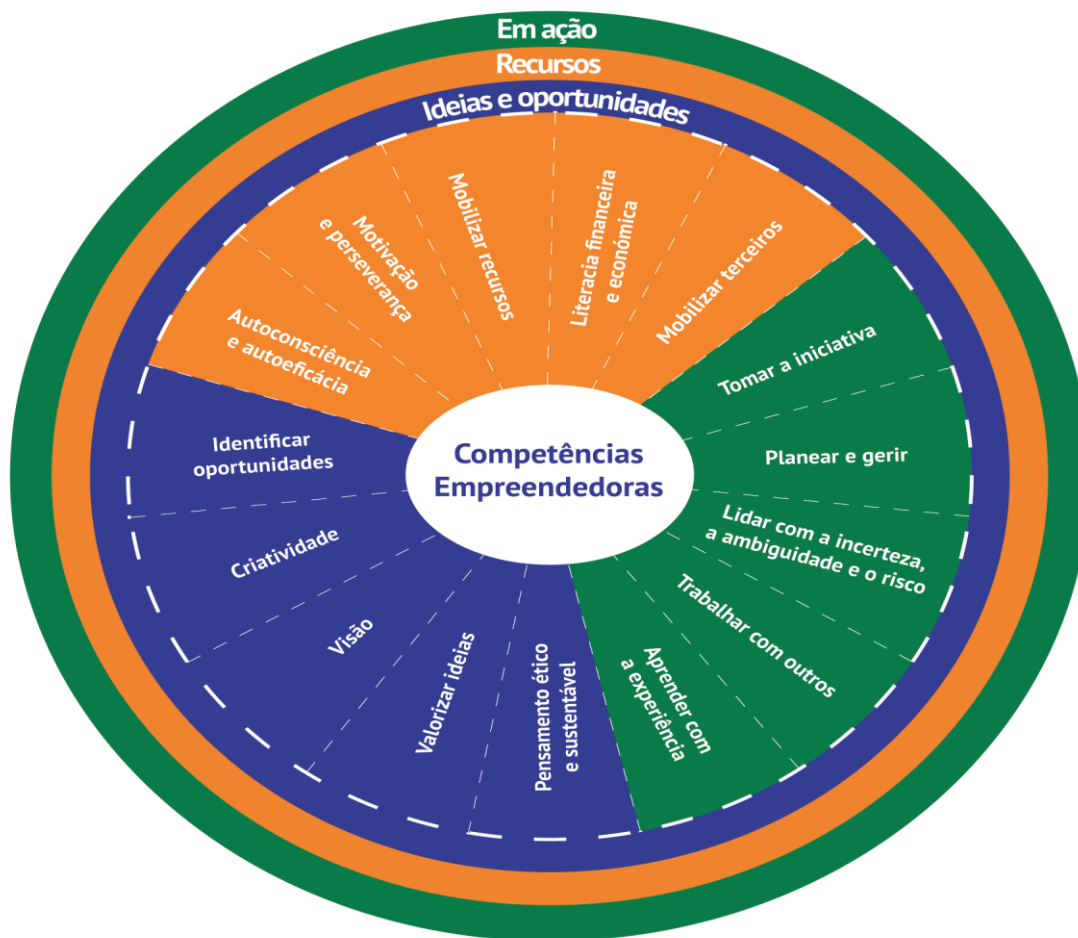 Em ação
Recursos
Ideias e oportunidades
Autoconsciência
e autoeficácia
Motivação
e perseverança
Mobilizar recursos
Literacia financeira
e económica
Mobilizar terceiros
Tomar a iniciativa
Planear e gerir
Lidar com a incerteza,
a ambiguidade e o risco
Trabalhar com outros
Aprender com
a experiência
Pensamento ético
e sustentável
Valorizar ideias
Visão
Criatividade
Identificar
oportunidades
Competências
Empreendedoras